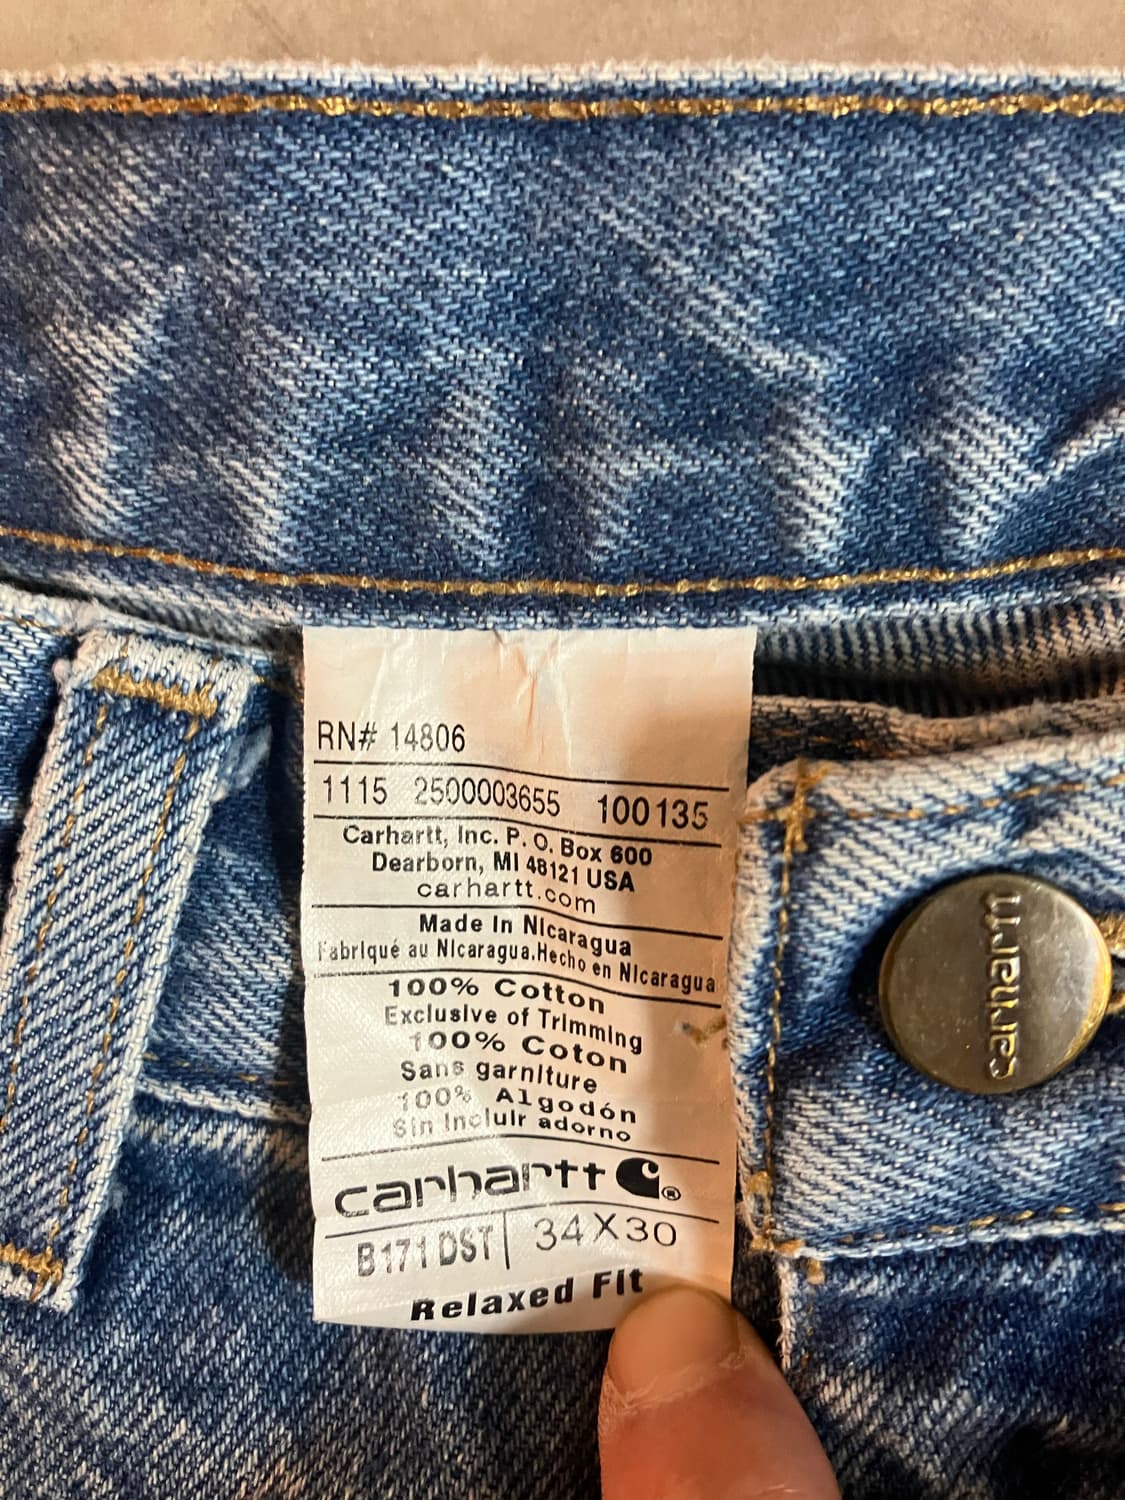 RN# 14806
1115 2500003655 100135
Carhartt, Inc. P. O. Box 600
Dearborn, MI 48121 USA
carhartt.com
Made In Nicaragua
Fabriqué au Nicaragua.Hecho en Nicaragua
100% Cotton
Exclusive of Trimming
100% Coton
Sans garniture
100% Algodón
Sin Incluir adorno
carhartt ®
B171 DST 34X30
Relaxed Fit
carhartt